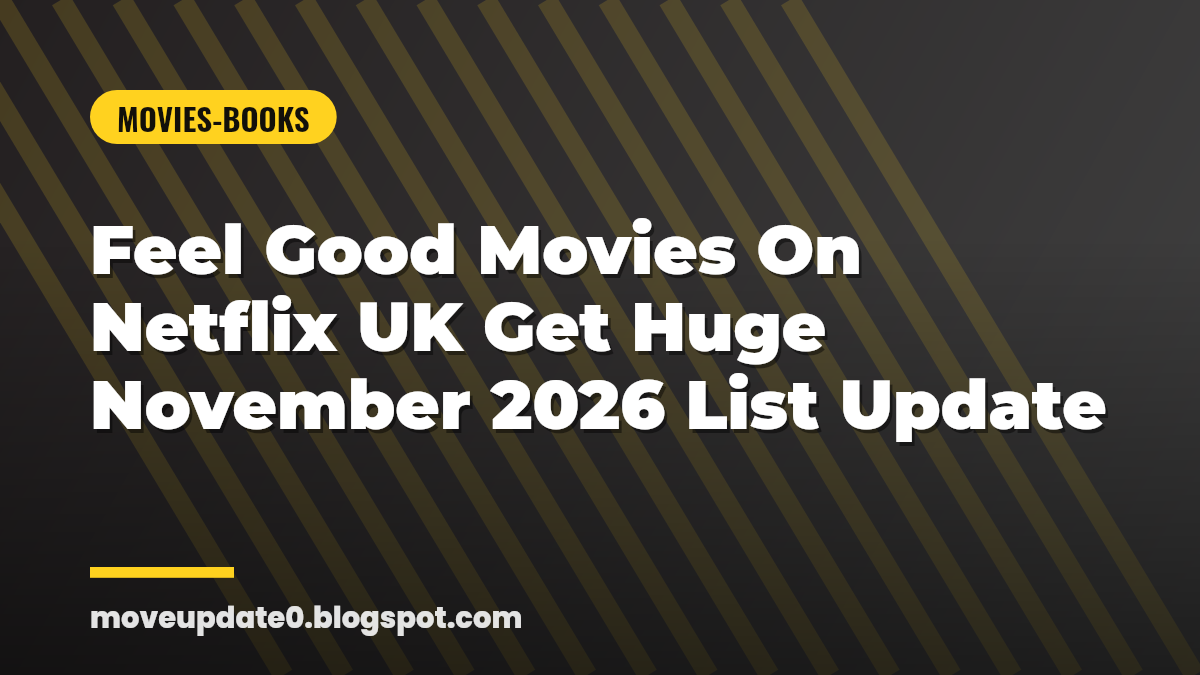 MOVIES-BOOKS
Feel Good Movies On
Netflix UK Get Huge
November 2026 List Update
moveupdate0.blogspot.com